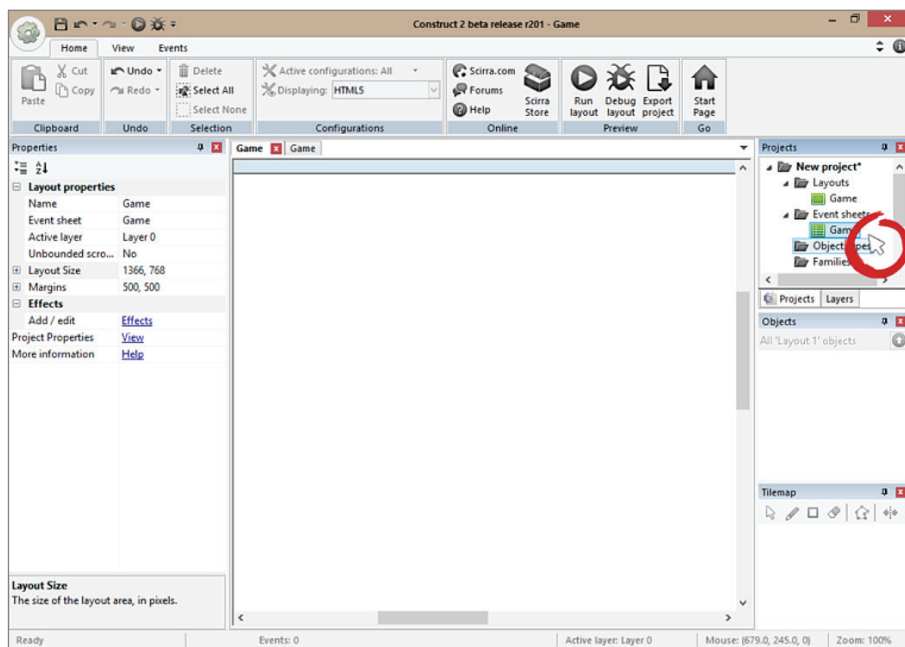 Construct 2 beta release r201 - Game
Home View Events
Paste
Cut
Copy
Clipboard
Undo
Redo
Undo
Delete
Select All
Select None
Selection
Active configurations: All
Displaying: HTML5
Configurations
Scirra.com
Forums
Help
Scirra
Store
Online
Run
layout
Debug
layout
Export
project
Preview
Start
Page
Go
Properties
Layout properties
Name Game
Event sheet Game
Active layer Layer 0
Unbounded scro... No
Layout Size 1366, 768
Margins 500, 500
Effects
Add / edit Effects
Project Properties View
More information Help
Layout Size
The size of the layout area, in pixels.
Game Game
Projects
New project*
Layouts
Game
Event sheets
Game
Object types
Families
Projects Layers
Objects
All 'Layout 1' objects
Tilemap
Ready Events: 0 Active layer: Layer 0 Mouse: (679.0, 245.0, 0) Zoom: 100%